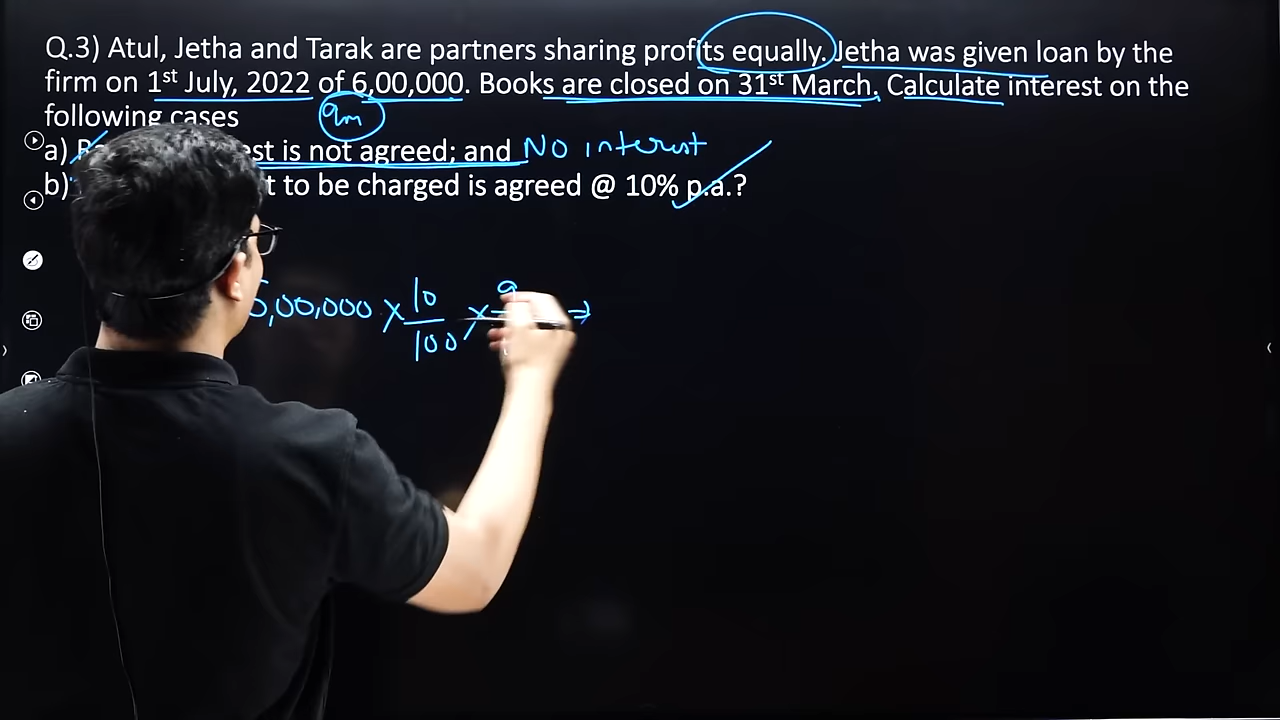 Q.3) Atul, Jetha and Tarak are partners sharing profits equally. Jetha was given loan by the
firm on 1st July, 2022 of 6,00,000. Books are closed on 31st March. Calculate interest on the
following cases
9m
a) is not agreed; and No interest
b) to be charged is agreed @ 10% p.a.?
,00,000 × 10/100 × 9 →